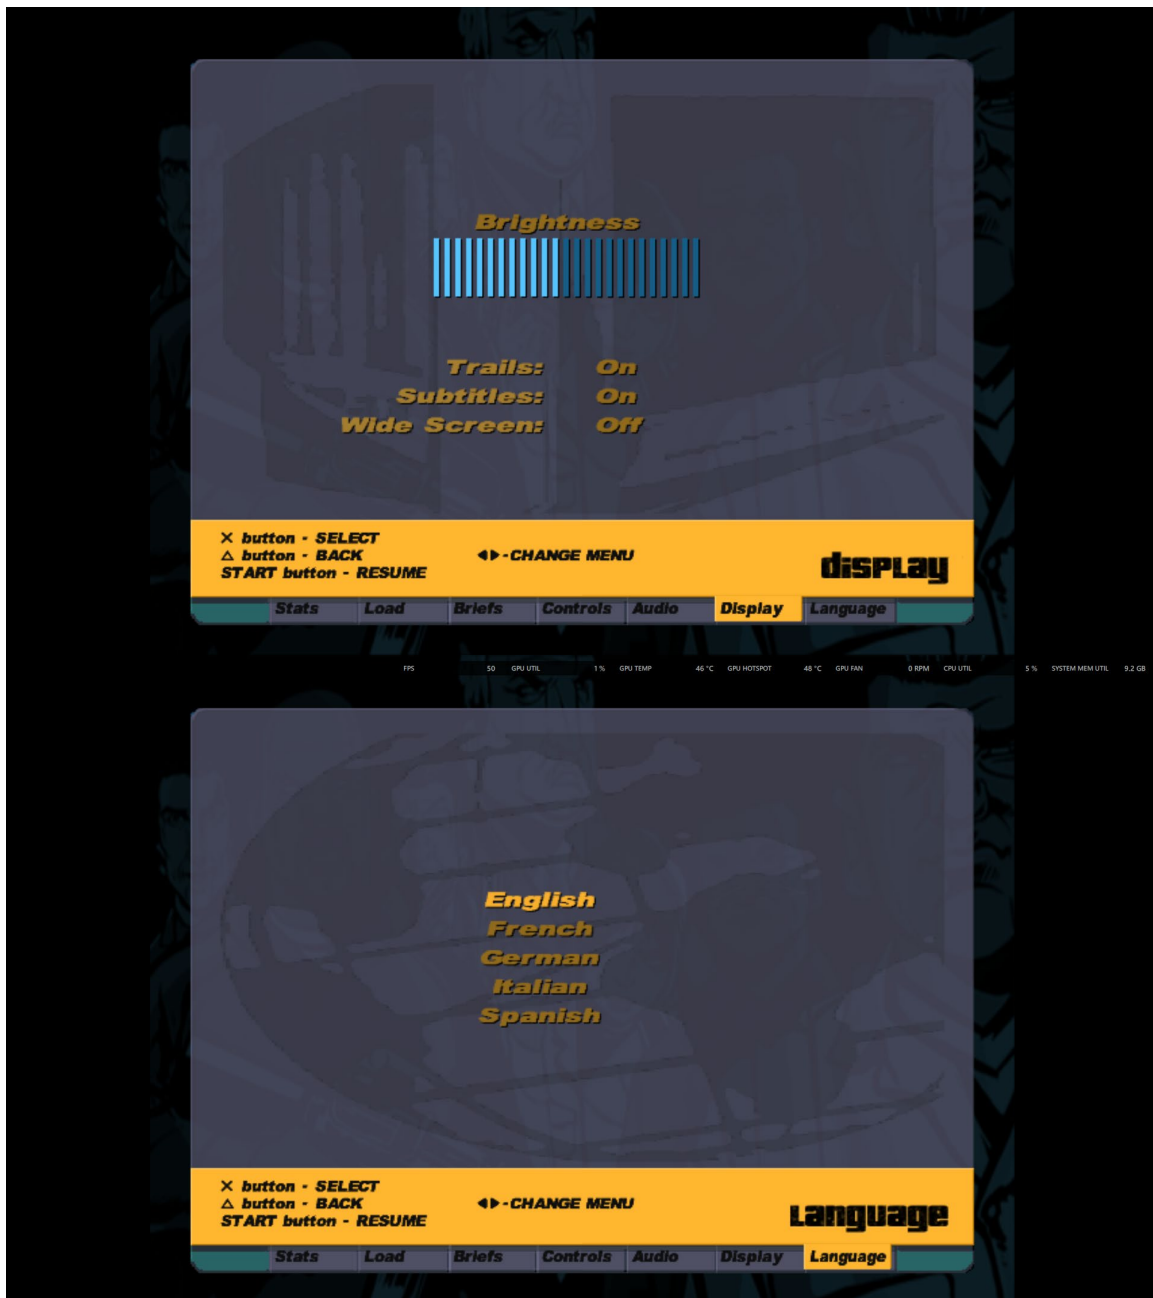 Brightness
Trails: On
Subtitles: On
Wide Screen: Off
X button - SELECT
△ button - BACK
◀▶ - CHANGE MENU
START button - RESUME
display
Stats Load Briefs Controls Audio Display Language
FPS 50 GPU UTIL 1 % GPU TEMP 46 °C GPU HOTSPOT 48 °C GPU FAN 0 RPM CPU UTIL 5 % SYSTEM MEM UTIL 9.2 GB
English
French
German
Italian
Spanish
X button - SELECT
△ button - BACK
◀▶ - CHANGE MENU
START button - RESUME
Language
Stats Load Briefs Controls Audio Display Language